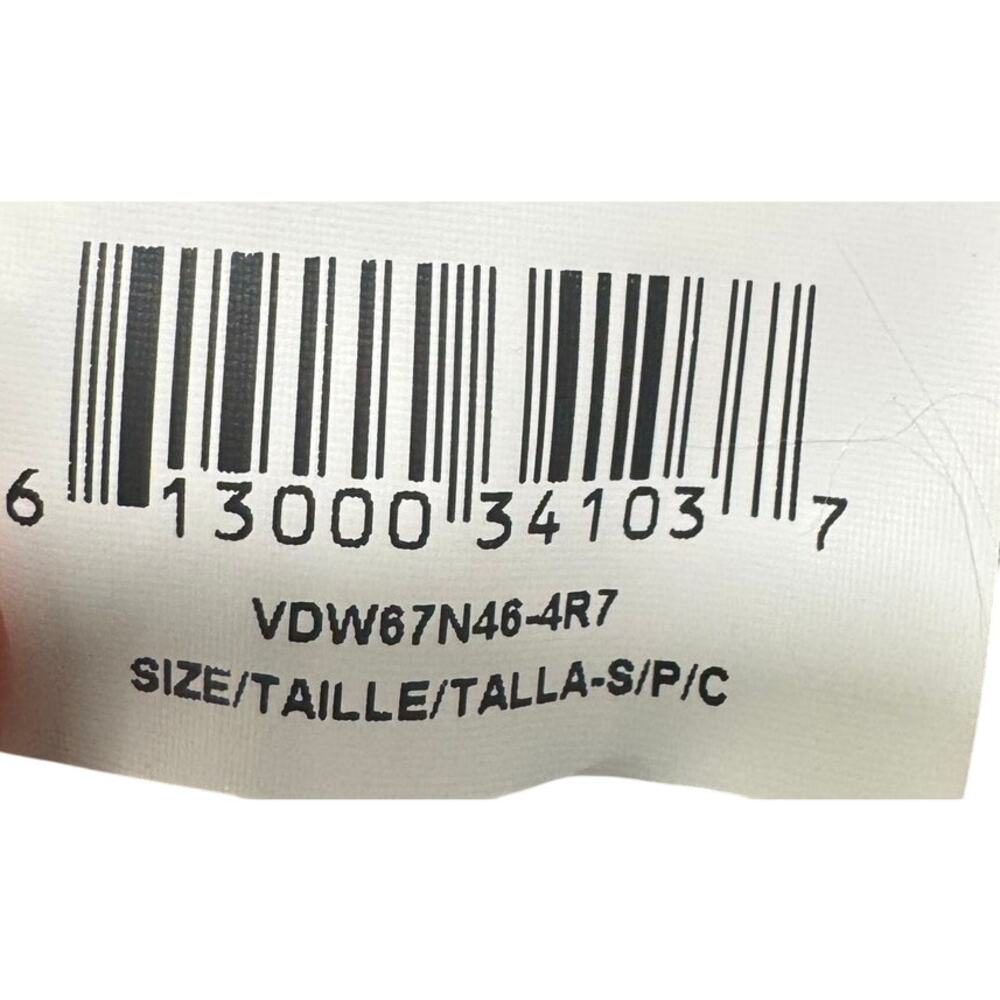 6 13000 34103 7
VDW67N46-4R7
SIZE/TAILLE/TALLA-S/P/C